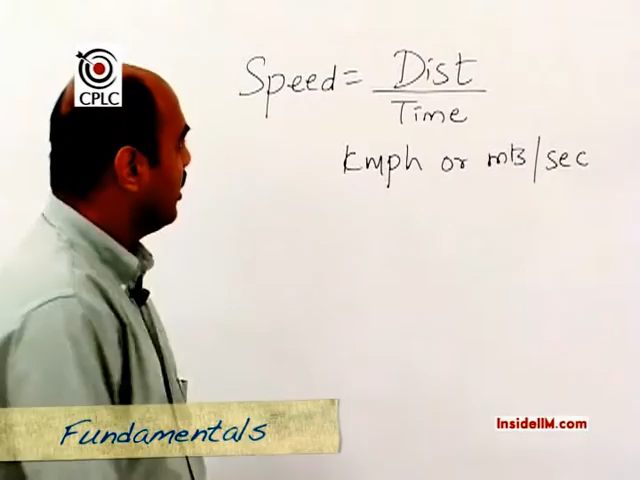 CPLC
Speed = Dist
Time
kmph or mts/sec
Fundamentals
InsideIIM.com